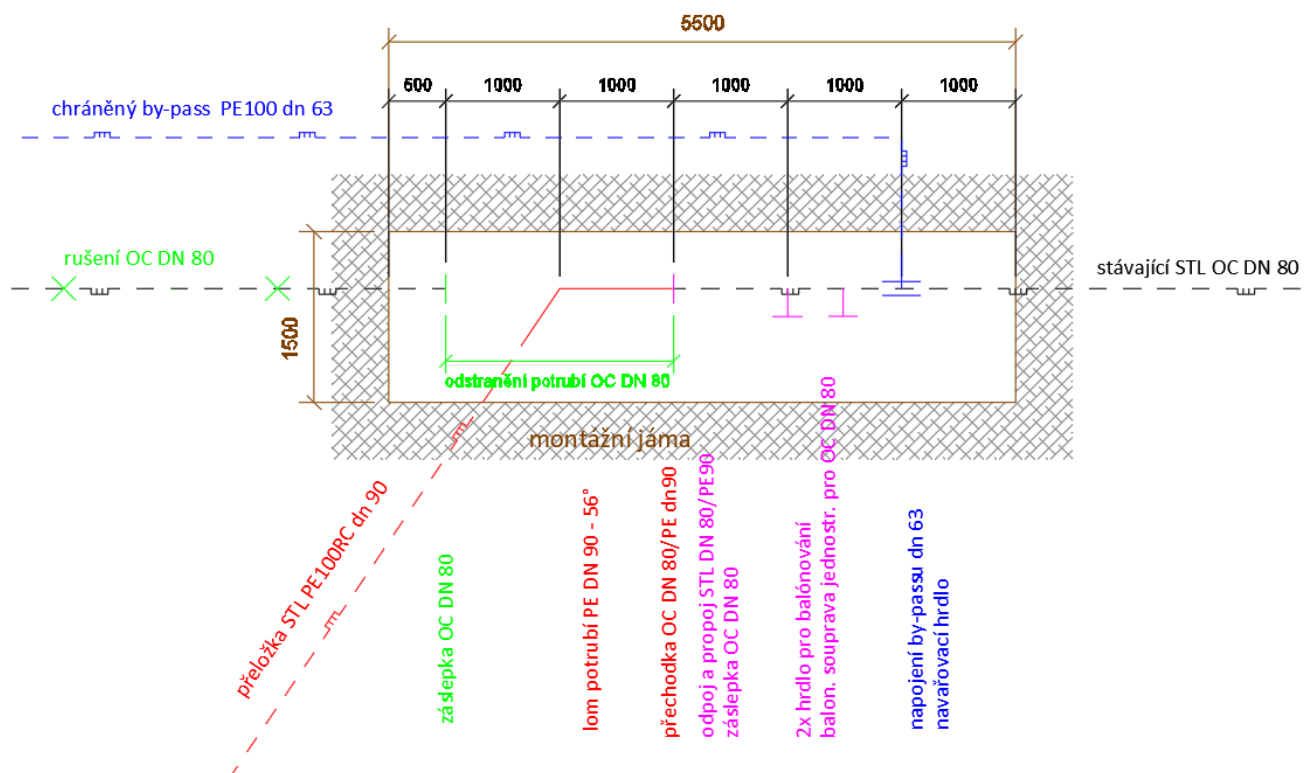 5500
500 1000 1000 1000 1000 1000
chráněný by-pass PE100 dn 63
rušení OC DN 80
stávající STL OC DN 80
1500
odstranění potrubí OC DN 80
montážní jáma
přeložka STL PE100RC dn 90
záslepka OC DN 80
lom potrubí PE DN 90 - 56°
přechodka OC DN 80/PE dn90
odpoj a propoj STL DN 80/PE90
záslepka OC DN 80
2x hrdlo pro balónování
balon. souprava jednostr. pro OC DN 80
napojení by-passu dn 63
navařovací hrdlo